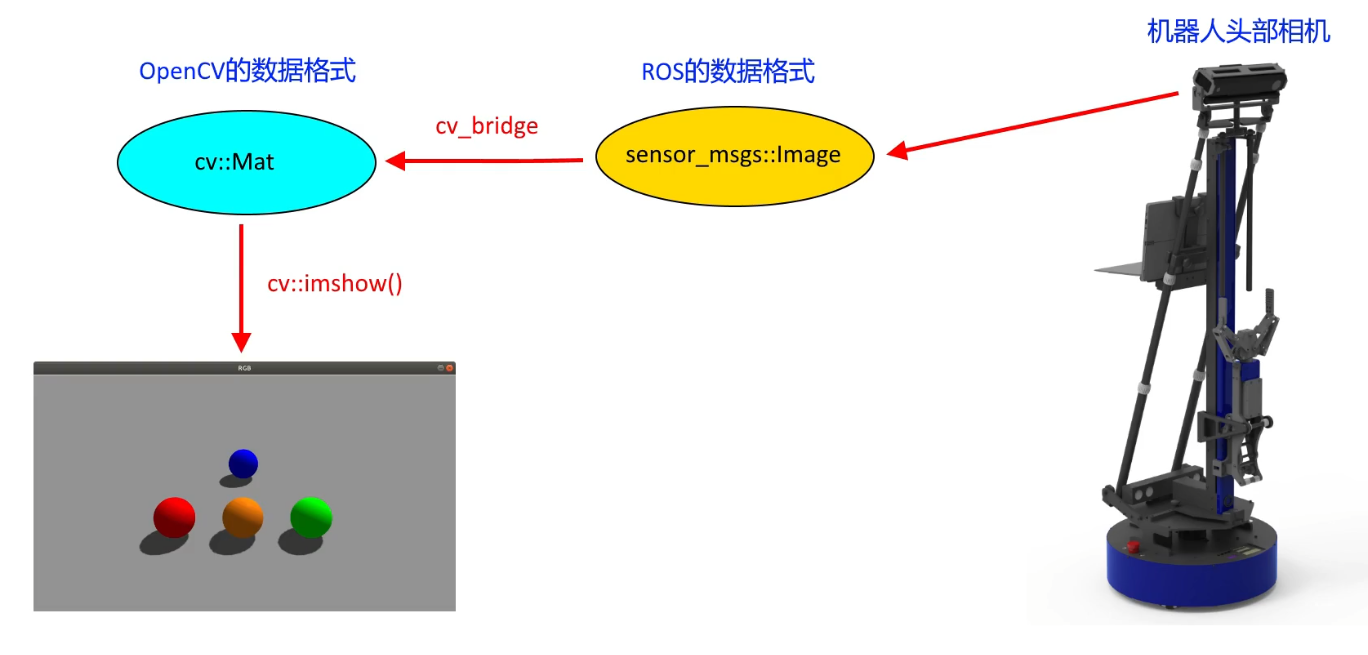 机器人头部相机
OpenCV的数据格式
ROS的数据格式
cv_bridge
cv::Mat
sensor_msgs::Image
cv::imshow()
RGB